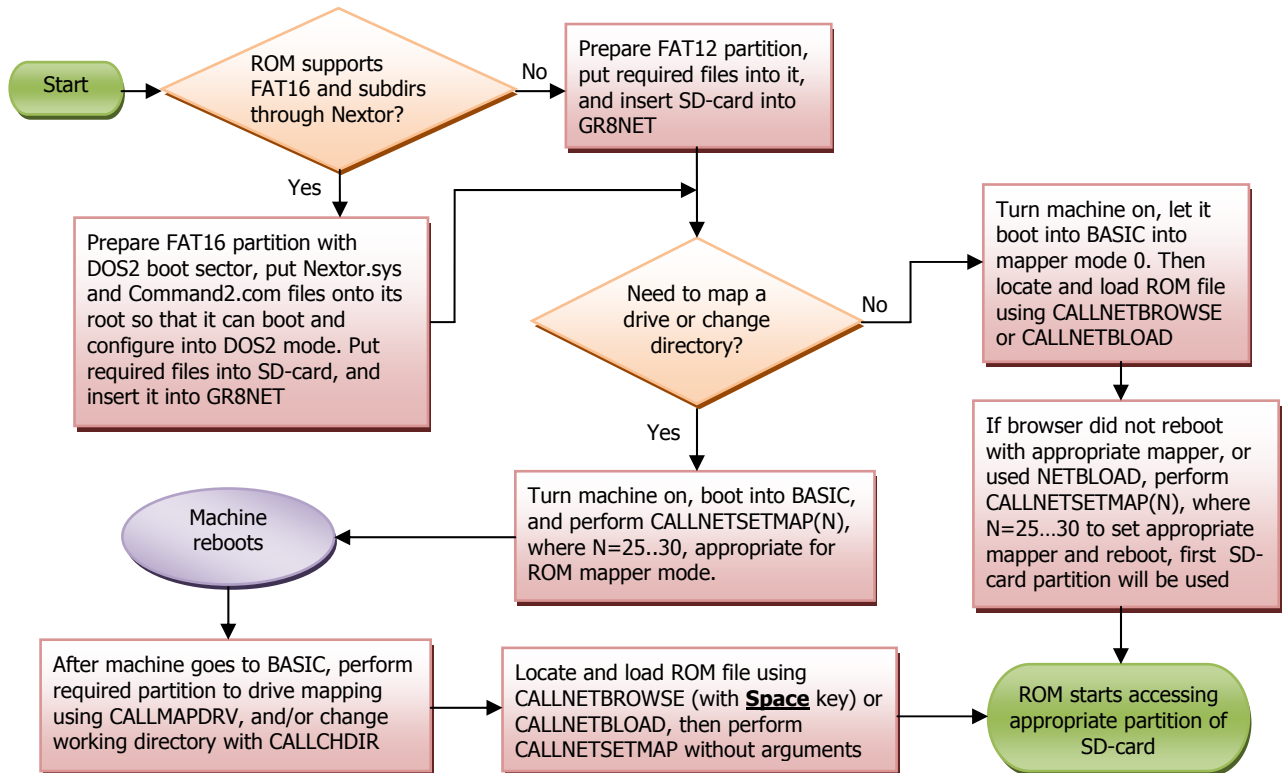 Start
ROM supports
FAT16 and subdirs
through Nextor?
No
Prepare FAT12 partition,
put required files into it,
and insert SD-card into
GR8NET
Yes
Prepare FAT16 partition with
DOS2 boot sector, put Nextor.sys
and Command2.com files onto its
root so that it can boot and
configure into DOS2 mode. Put
required files into SD-card, and
insert it into GR8NET
Need to map a
drive or change
directory?
No
Turn machine on, let it
boot into BASIC into
mapper mode 0. Then
locate and load ROM file
using CALLNETBROWSE
or CALLNETBLOAD
If browser did not reboot
with appropriate mapper, or
used NETBLOAD, perform
CALLNETSETMAP(N), where
N=25...30 to set appropriate
mapper and reboot, first SD-
card partition will be used
Yes
Turn machine on, boot into BASIC,
and perform CALLNETSETMAP(N),
where N=25..30, appropriate for
ROM mapper mode.
Machine
reboots
After machine goes to BASIC, perform
required partition to drive mapping
using CALLMAPDRV, and/or change
working directory with CALLCHDIR
Locate and load ROM file using
CALLNETBROWSE (with Space key) or
CALLNETBLOAD, then perform
CALLNETSETMAP without arguments
ROM starts accessing
appropriate partition of
SD-card